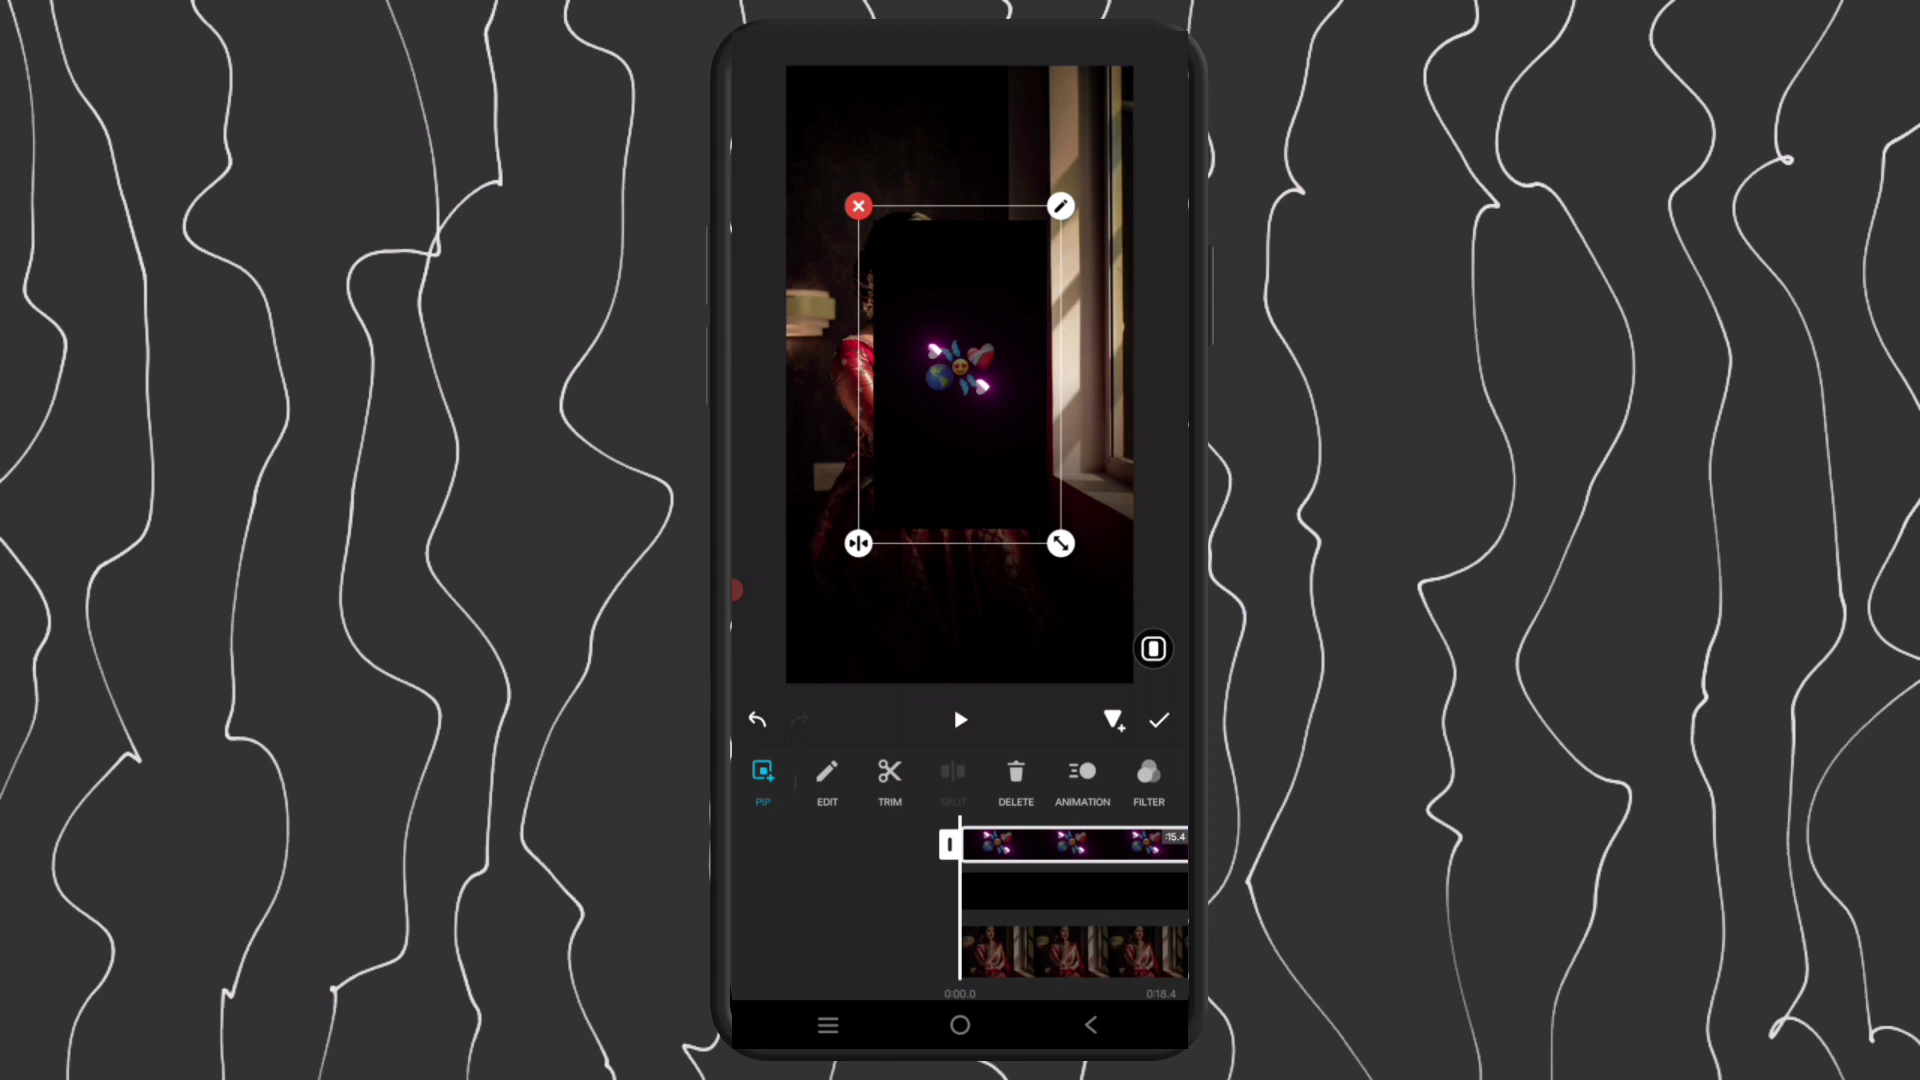 PIP
EDIT
TRIM
SPLIT
DELETE
ANIMATION
FILTER
:15.4
0:00.0
0:18.4